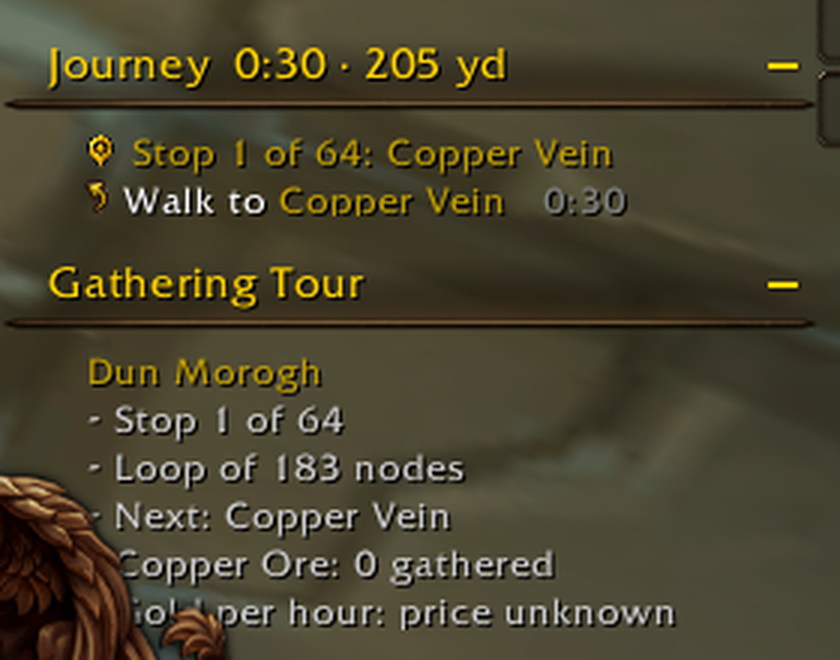 Journey 0:30 · 205 yd
Stop 1 of 64: Copper Vein
Walk to Copper Vein 0:30
Gathering Tour
Dun Morogh
- Stop 1 of 64
- Loop of 183 nodes
- Next: Copper Vein
Copper Ore: 0 gathered
Gold per hour: price unknown